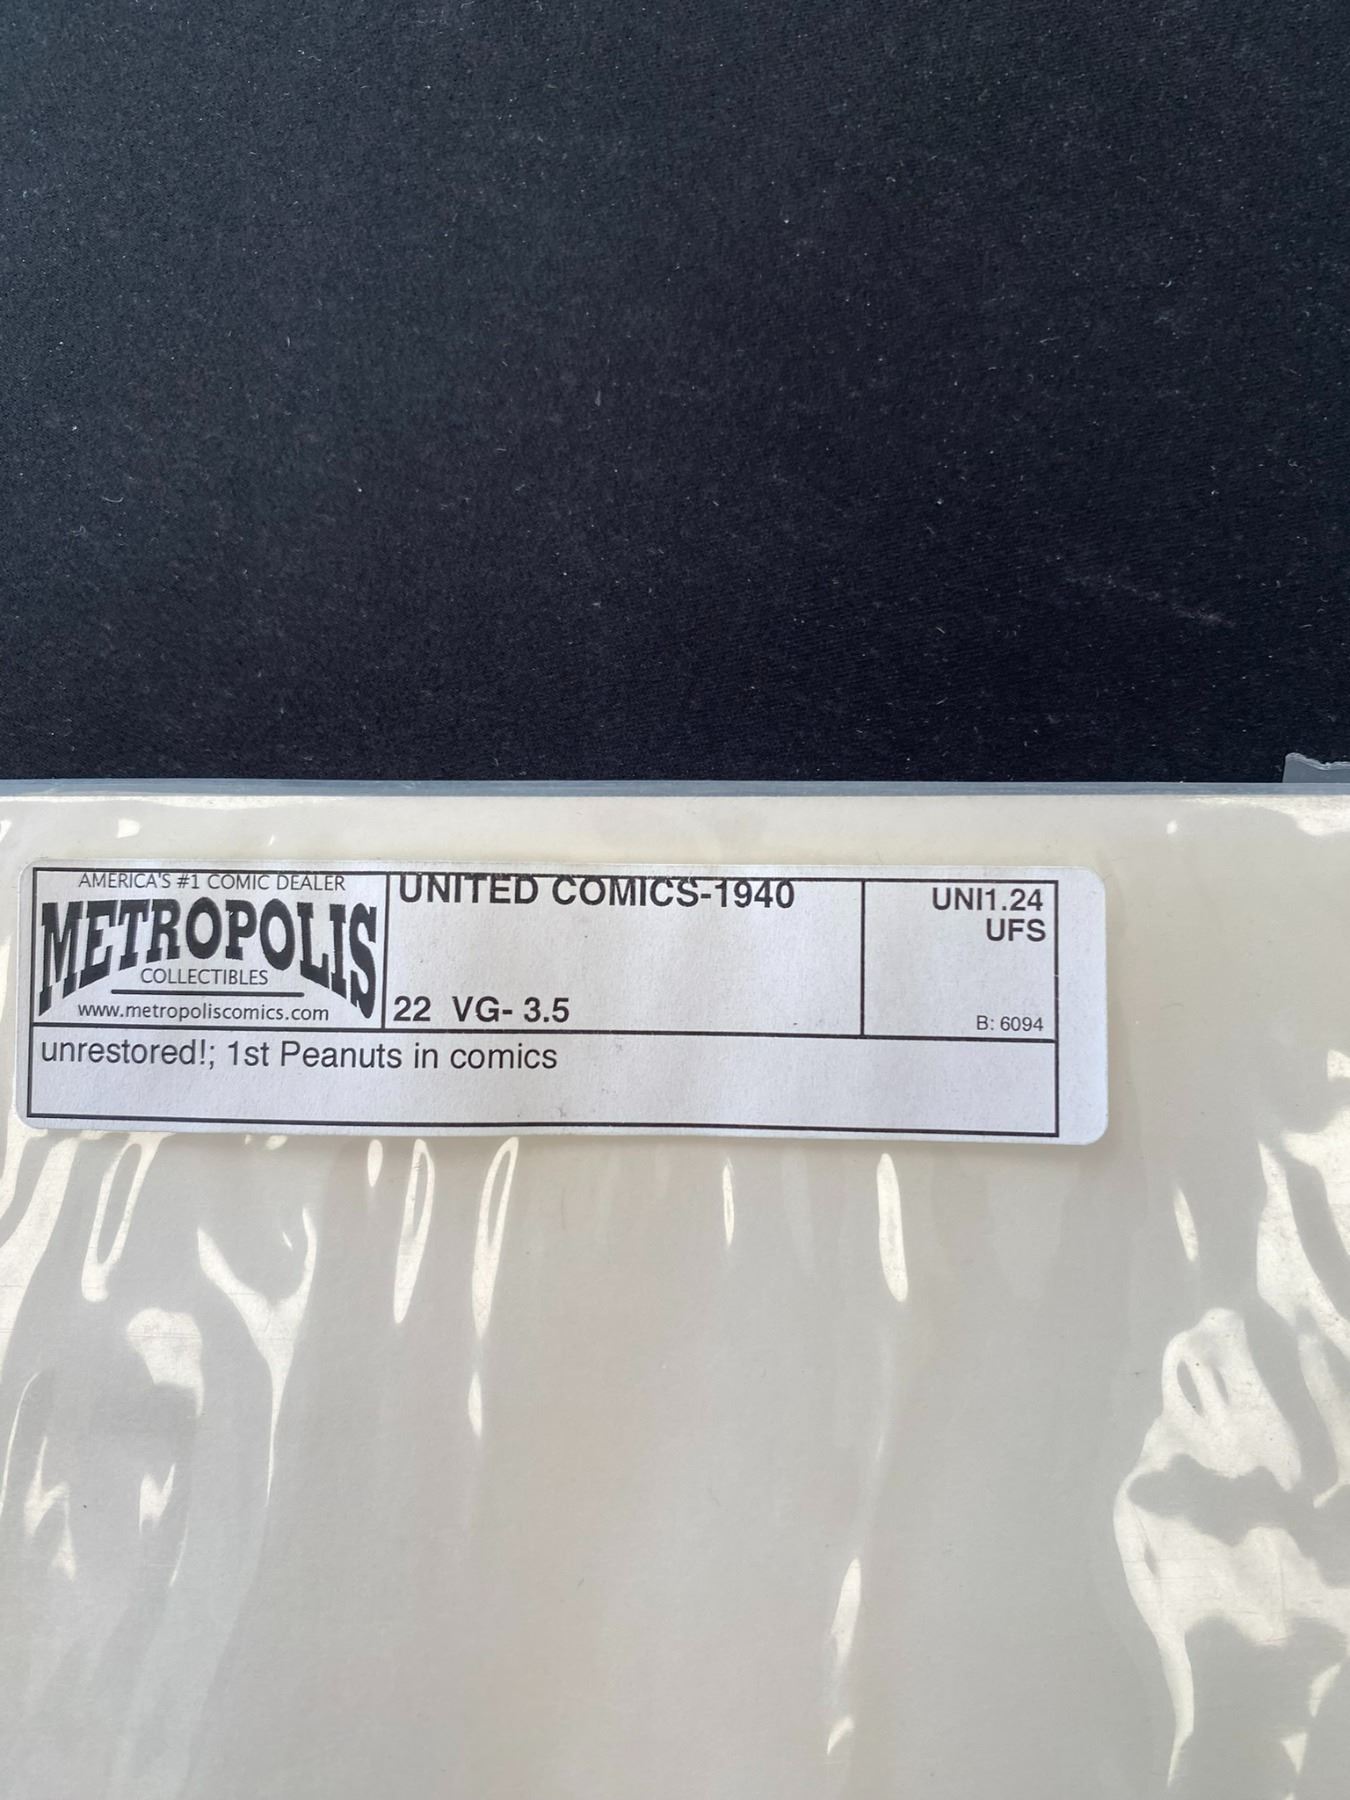 AMERICA'S #1 COMIC DEALER
METROPOLIS
COLLECTIBLES
www.metropoliscomics.com
UNITED COMICS-1940
22 VG- 3.5
UNI1.24
UFS
B: 6094
unrestored!; 1st Peanuts in comics